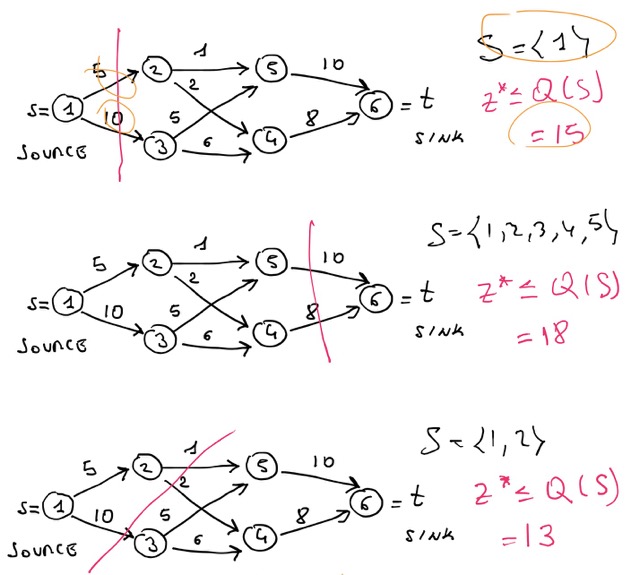 S = {1}
1
5
2
5
10
2
S = 1
10
5
6 = t
z* ≤ Q(S)
8
3
6
4
SOURCE
SINK
= 15
S = {1,2,3,4,5}
1
5
2
5
10
2
S = 1
10
5
6 = t
z* ≤ Q(S)
8
3
6
4
SOURCE
SINK
= 18
S = {1,2}
1
5
2
5
10
2
S = 1
10
5
6 = t
z* ≤ Q(S)
8
3
6
4
SOURCE
SINK
= 13